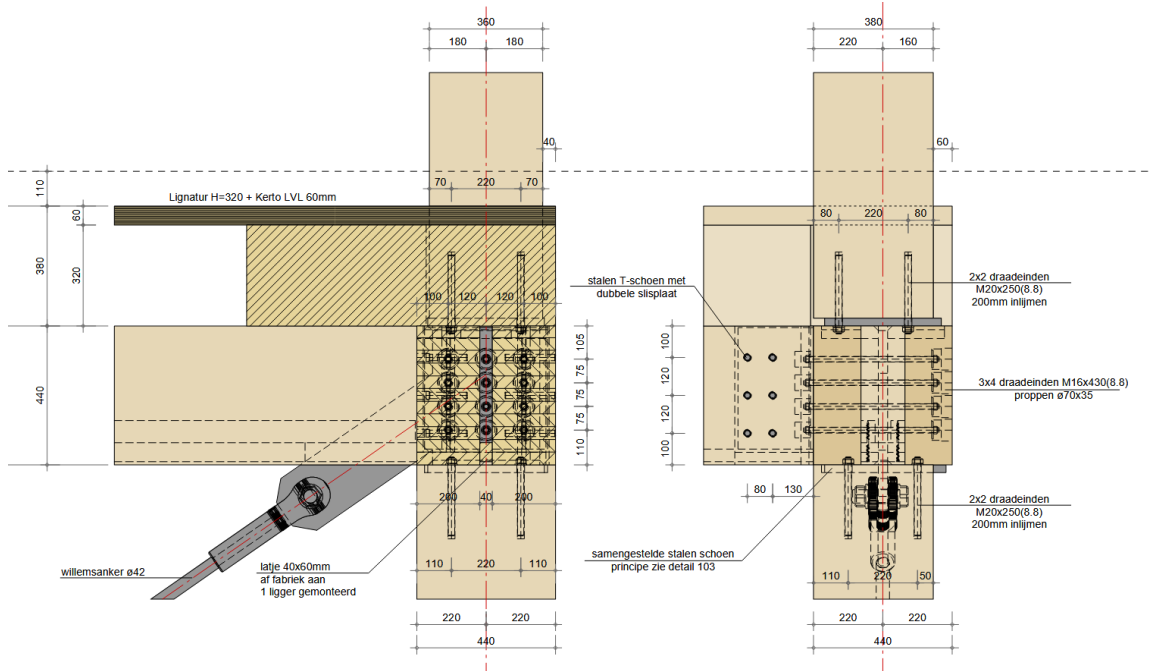 360
180
180
40
70
220
70
110
Lignatur H=320 + Kerto LVL 60mm
60
380
320
100
120
120
100
440
105
75
75
75
110
200
40
200
willemsanker ø42
latje 40x60mm
af fabriek aan
1 ligger gemonteerd
110
220
110
220
220
440
380
220
160
60
80
220
80
stalen T-schoen met
dubbele slisplaat
2x2 draadeinden
M20x250(8.8)
200mm inlijmen
100
120
120
100
3x4 draadeinden M16x430(8.8)
proppen ø70x35
80
130
2x2 draadeinden
M20x250(8.8)
200mm inlijmen
samengestelde stalen schoen
principe zie detail 103
110
220
50
220
220
440